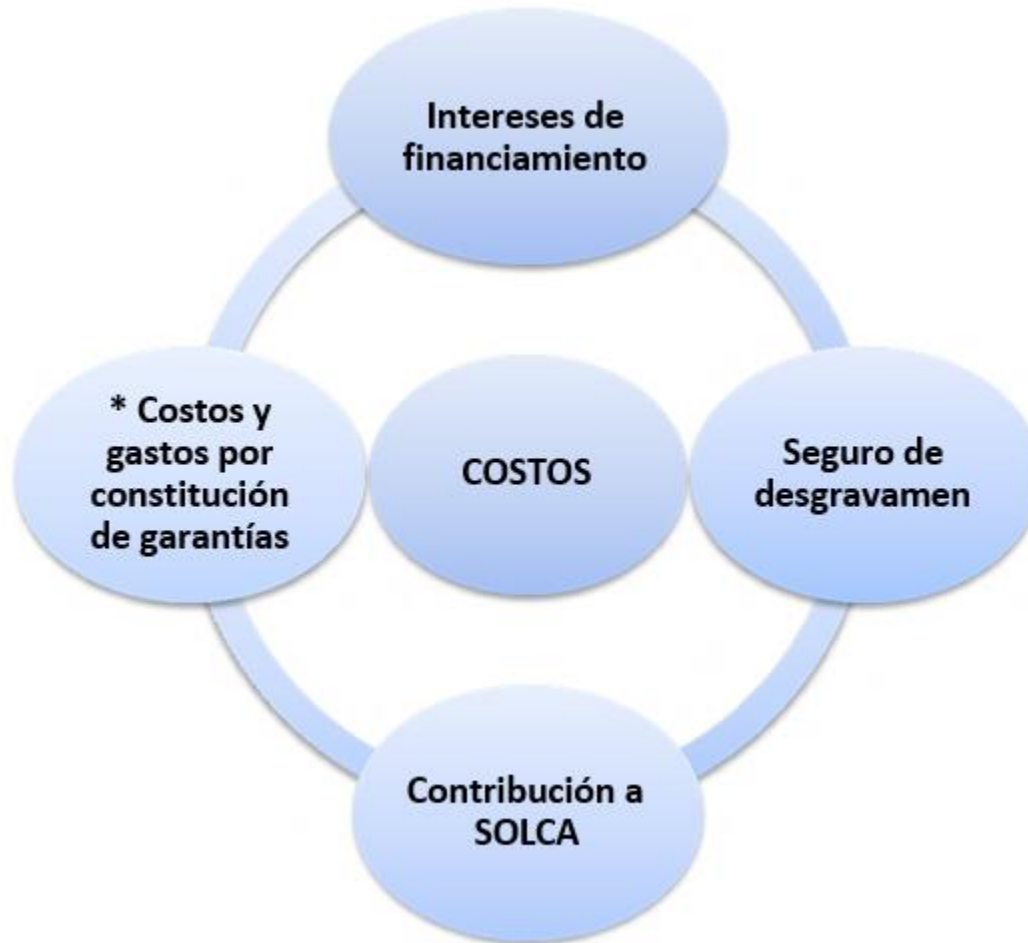 Intereses de
financiamiento
* Costos y
gastos por
constitución
de garantías
COSTOS
Seguro de
desgravamen
Contribución a
SOLCA